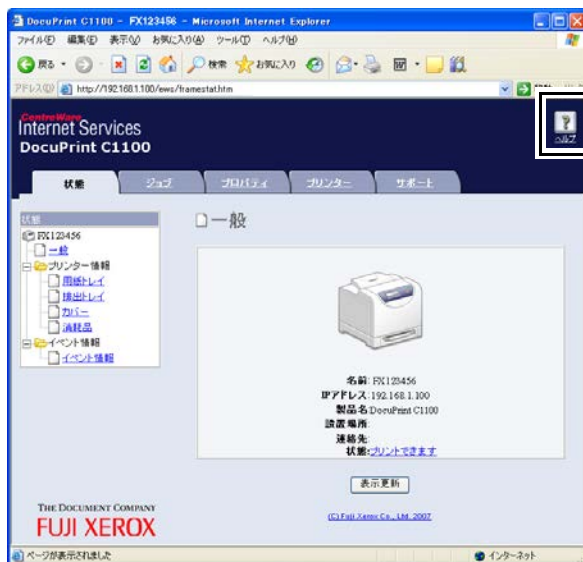 DocuPrint C1100 - FX123456 - Microsoft Internet Explorer
ファイル(F) 編集(E) 表示(V) お気に入り(A) ツール(T) ヘルプ(H)
戻る 検索 お気に入り
アドレス(D) http://192.168.1.100/ews/framestat.htm
CentreWare
Internet Services
DocuPrint C1100
ヘルプ
状態 ジョブ プロパティ プリンター サポート
状態
FX123456
一般
プリンター情報
用紙トレイ
排出トレイ
カバー
消耗品
イベント情報
イベント情報
一般
名前: FX123456
IPアドレス: 192.168.1.100
製品名: DocuPrint C1100
設置場所:
連絡先:
状態: プリントできます
表示更新
THE DOCUMENT COMPANY
FUJI XEROX
(C) Fuji Xerox Co., Ltd. 2007
ページが表示されました インターネット